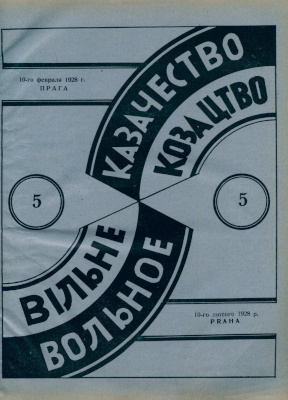 10-го февраля 1928 г.
ПРАГА
КАЗАЧЕСТВО
КОЗАЦТВО
5
5
ВІЛЬНЕ
ВОЛЬНОЕ
10-го лютого 1928 р.
PRAHA